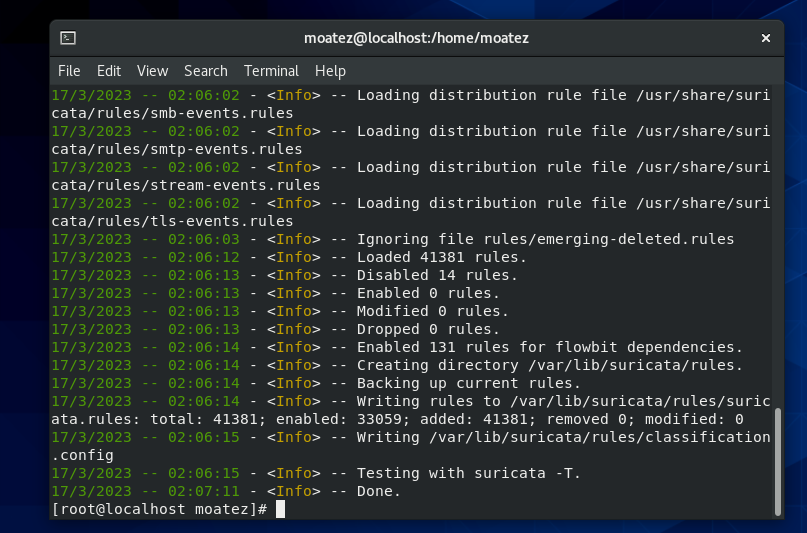 moatez@localhost:/home/moatez
File Edit View Search Terminal Help
17/3/2023 -- 02:06:02 - <Info> -- Loading distribution rule file /usr/share/suri
cata/rules/smb-events.rules
17/3/2023 -- 02:06:02 - <Info> -- Loading distribution rule file /usr/share/suri
cata/rules/smtp-events.rules
17/3/2023 -- 02:06:02 - <Info> -- Loading distribution rule file /usr/share/suri
cata/rules/stream-events.rules
17/3/2023 -- 02:06:02 - <Info> -- Loading distribution rule file /usr/share/suri
cata/rules/tls-events.rules
17/3/2023 -- 02:06:03 - <Info> -- Ignoring file rules/emerging-deleted.rules
17/3/2023 -- 02:06:12 - <Info> -- Loaded 41381 rules.
17/3/2023 -- 02:06:13 - <Info> -- Disabled 14 rules.
17/3/2023 -- 02:06:13 - <Info> -- Enabled 0 rules.
17/3/2023 -- 02:06:13 - <Info> -- Modified 0 rules.
17/3/2023 -- 02:06:13 - <Info> -- Dropped 0 rules.
17/3/2023 -- 02:06:14 - <Info> -- Enabled 131 rules for flowbit dependencies.
17/3/2023 -- 02:06:14 - <Info> -- Creating directory /var/lib/suricata/rules.
17/3/2023 -- 02:06:14 - <Info> -- Backing up current rules.
17/3/2023 -- 02:06:14 - <Info> -- Writing rules to /var/lib/suricata/rules/suric
ata.rules: total: 41381; enabled: 33059; added: 41381; removed 0; modified: 0
17/3/2023 -- 02:06:15 - <Info> -- Writing /var/lib/suricata/rules/classification
.config
17/3/2023 -- 02:06:15 - <Info> -- Testing with suricata -T.
17/3/2023 -- 02:07:11 - <Info> -- Done.
[root@localhost moatez]#